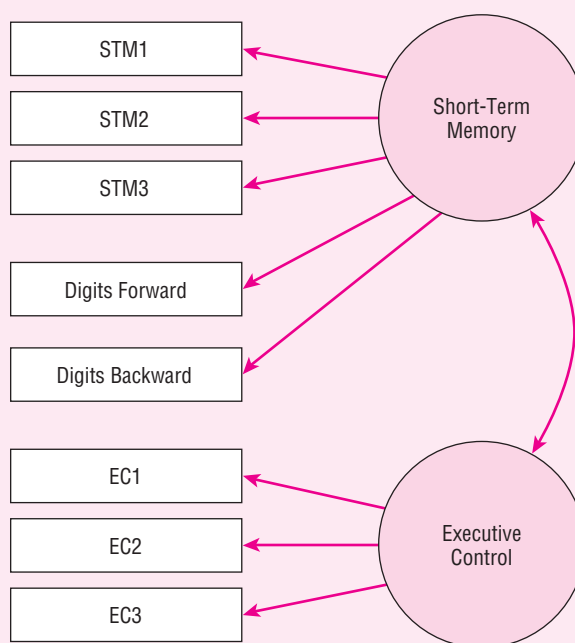 STM1
STM2
STM3
Digits Forward
Digits Backward
Short-Term
Memory
EC1
EC2
EC3
Executive
Control